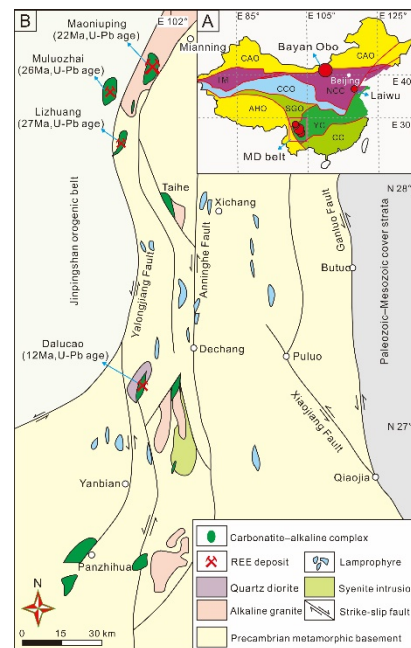 B
Maoniuping
(22Ma,U-Pb age)
E 102°
Mianning
Muluozhai
(26Ma,U-Pb age)
Lizhuang
(27Ma,U-Pb age)
A
E 85°
E 105°
E 125°
Bayan Obo
CAO
CAO
Beijing
E 40
IM
CCO
NCC
Laiwu
AHO
SGO
YC
E 30
CC
MD belt
Taihe
Xichang
N 28°
Jinpingshan orogenic belt
Yalongjiang Fault
Anninghe Fault
Ganluo Fault
Butuo
Paleozoic–Mesozoic cover strata
Dalucao
(12Ma,U-Pb age)
Dechang
Puluo
Xiaojiang Fault
N 27°
Yanbian
Qiaojia
Panzhihua
N
0 15 30 km
Carbonatite–alkaline complex
REE deposit
Lamprophyre
Quartz diorite
Syenite intrusion
Alkaline granite
Strike-slip fault
Precambrian metamorphic basement